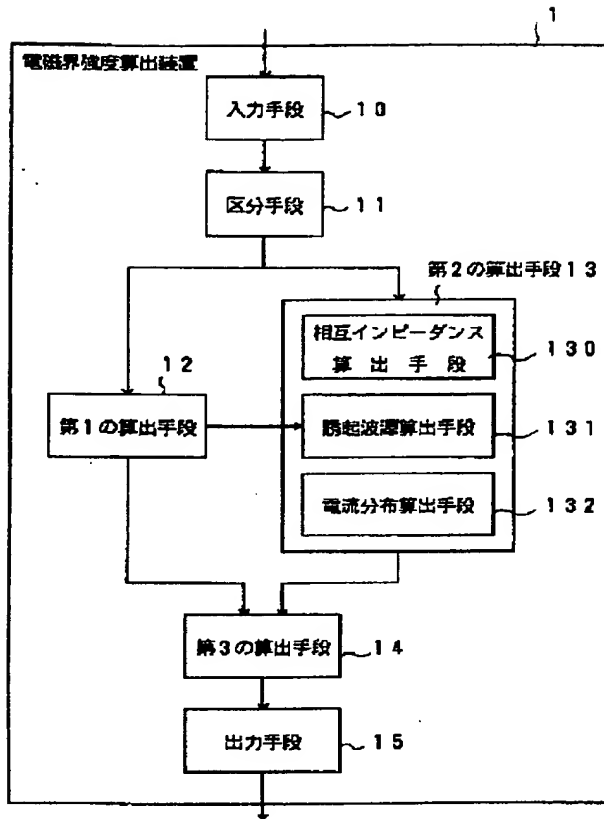 1
電磁界強度算出装置
入力手段
10
区分手段
11
第2の算出手段13
相互インピーダンス
算出手段
130
12
第1の算出手段
誘起波源算出手段
131
電流分布算出手段
132
第3の算出手段
14
出力手段
15